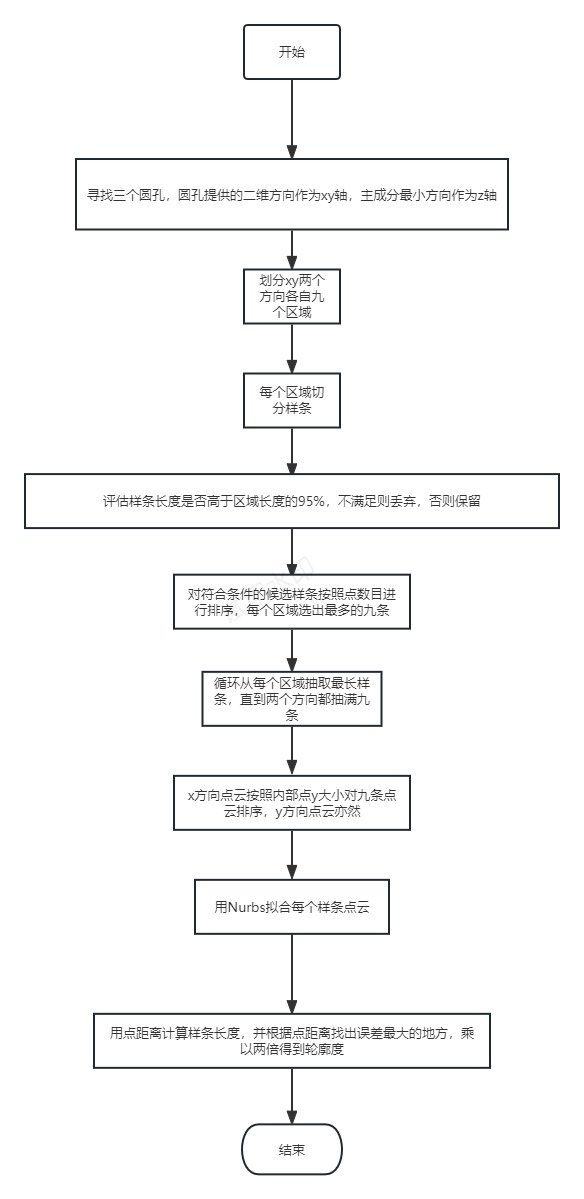 开始
寻找三个圆孔，圆孔提供的二维方向作为xy轴，主成分最小方向作为z轴
划分xy两个
方向各自九
个区域
每个区域切
分样条
评估样条长度是否高于区域长度的95%，不满足则丢弃，否则保留
对符合条件的候选样条按照点数目进
行排序，每个区域选出最多的九条
循环从每个区域抽取最长样
条，直到两个方向都抽满九
条
x方向点云按照内部点y大小对九条点
云排序，y方向点云亦然
用Nurbs拟合每个样条点云
用点距离计算样条长度，并根据点距离找出误差最大的地方，乘
以两倍得到轮廓度
结束